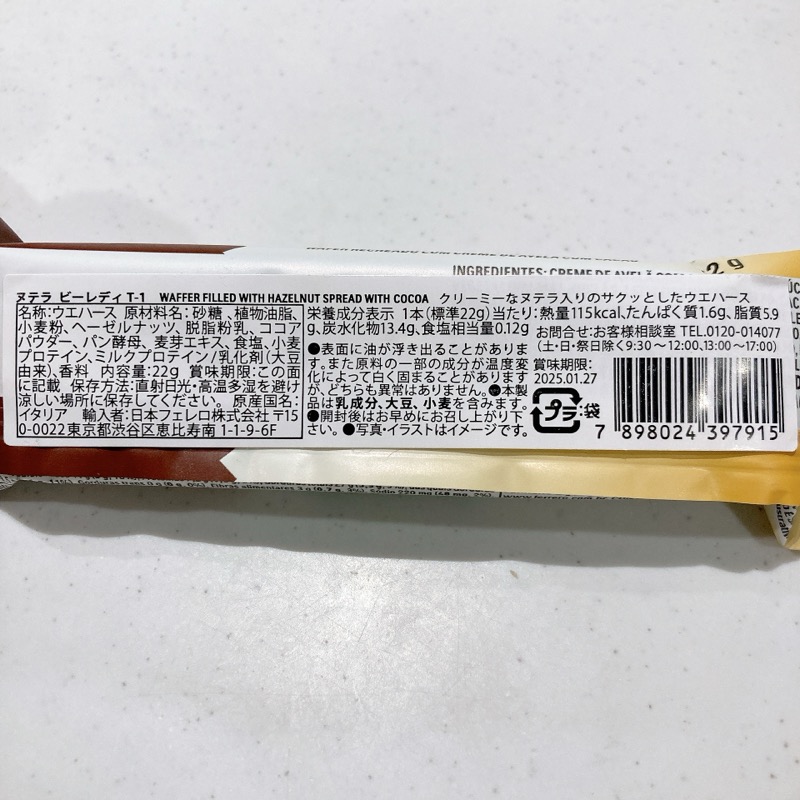 INGREDIENTES: CREME DE AVELÃ
2 g
ヌテラ ビーレディ T-1 WAFFER FILLED WITH HAZELNUT SPREAD WITH COCOA クリーミーなヌテラ入りのサクッとしたウエハース
名称:ウエハース 原材料名:砂糖、植物油脂、
小麦粉、ヘーゼルナッツ、脱脂粉乳、ココア
パウダー、パン酵母、麦芽エキス、食塩、小麦
プロテイン、ミルクプロテイン/乳化剤(大豆
由来)、香料 内容量:22g 賞味期限:この面
に記載 保存方法:直射日光・高温多湿を避け
涼しい場所に保存してください。 原産国名:
イタリア 輸入者:日本フェレロ株式会社 〒15
0-0022東京都渋谷区恵比寿南1-1-9-6F
栄養成分表示 1本(標準22g)当たり:熱量115kcal,たんぱく質1.6g、脂質5.9
g、炭水化物13.4g、食塩相当量0.12g
お問合せ:お客様相談室 TEL.0120-014077
(土・日・祭日除く9:30～12:00、13:00～17:00)
●表面に油が浮き出ることがありま
す。また原料の一部の成分が温度変
化によって白く固まることがあります
が、どちらも異常はありません。●本製
品は乳成分、大豆、小麦を含みます。
●開封後はお早めにお召し上がり下
さい。●写真・イラストはイメージです。
賞味期限:
2025.01.27
プラ:袋
7 898024 397915